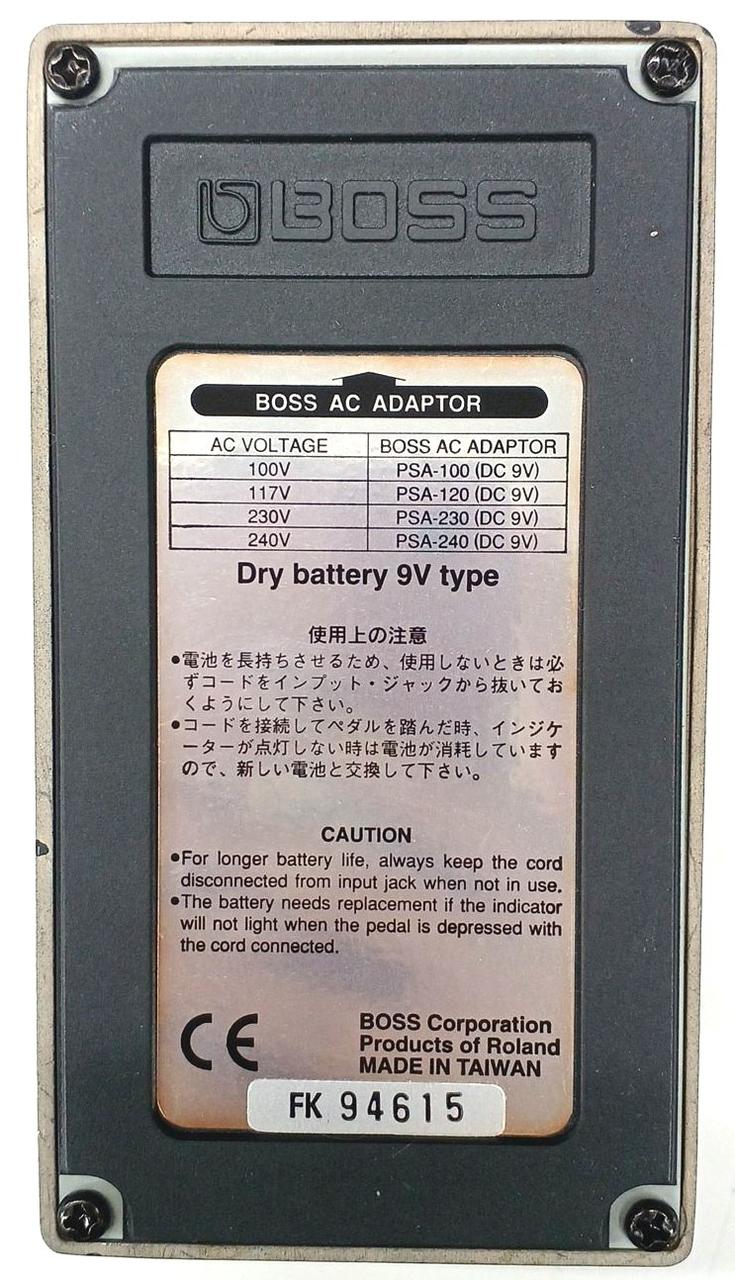 BOSS
BOSS AC ADAPTOR
AC VOLTAGE BOSS AC ADAPTOR
100V PSA-100 (DC 9V)
117V PSA-120 (DC 9V)
230V PSA-230 (DC 9V)
240V PSA-240 (DC 9V)
Dry battery 9V type
使用上の注意
●電池を長持ちさせるため、使用しないときは必
ずコードをインプット・ジャックから抜いてお
くようにして下さい。
●コードを接続してペダルを踏んだ時、インジケ
ーターが点灯しない時は電池が消耗しています
ので、新しい電池と交換して下さい。
CAUTION
●For longer battery life, always keep the cord
disconnected from input jack when not in use.
●The battery needs replacement if the indicator
will not light when the pedal is depressed with
the cord connected.
CE
BOSS Corporation
Products of Roland
MADE IN TAIWAN
FK 94615